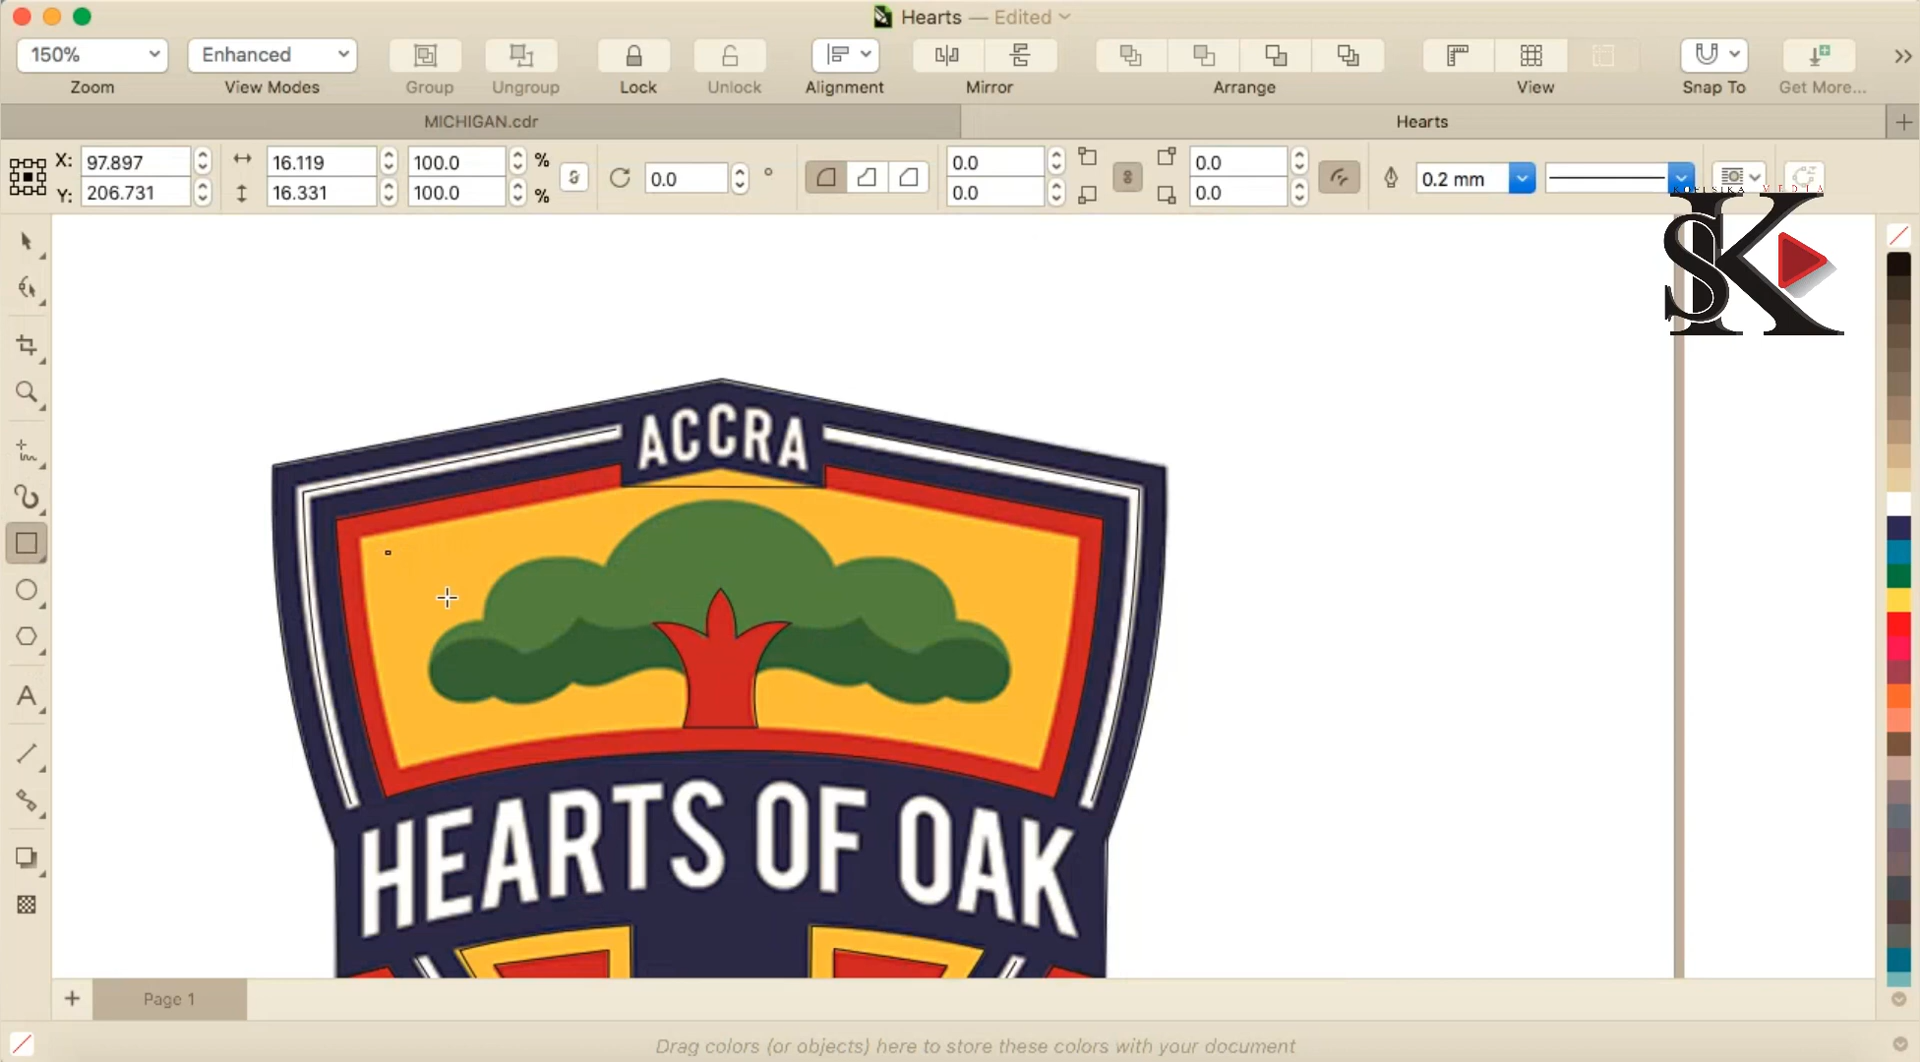 Hearts — Edited
150%
Enhanced
Zoom
View Modes
Group
Ungroup
Lock
Unlock
Alignment
Mirror
Arrange
View
Snap To
Get More...
MICHIGAN.cdr
Hearts
X: 97.897
Y: 206.731
16.119
16.331
100.0 %
100.0 %
0.0 °
0.0
0.0
0.0
0.0
0.2 mm
SK
ACCRA
HEARTS OF OAK
Page 1
Drag colors (or objects) here to store these colors with your document